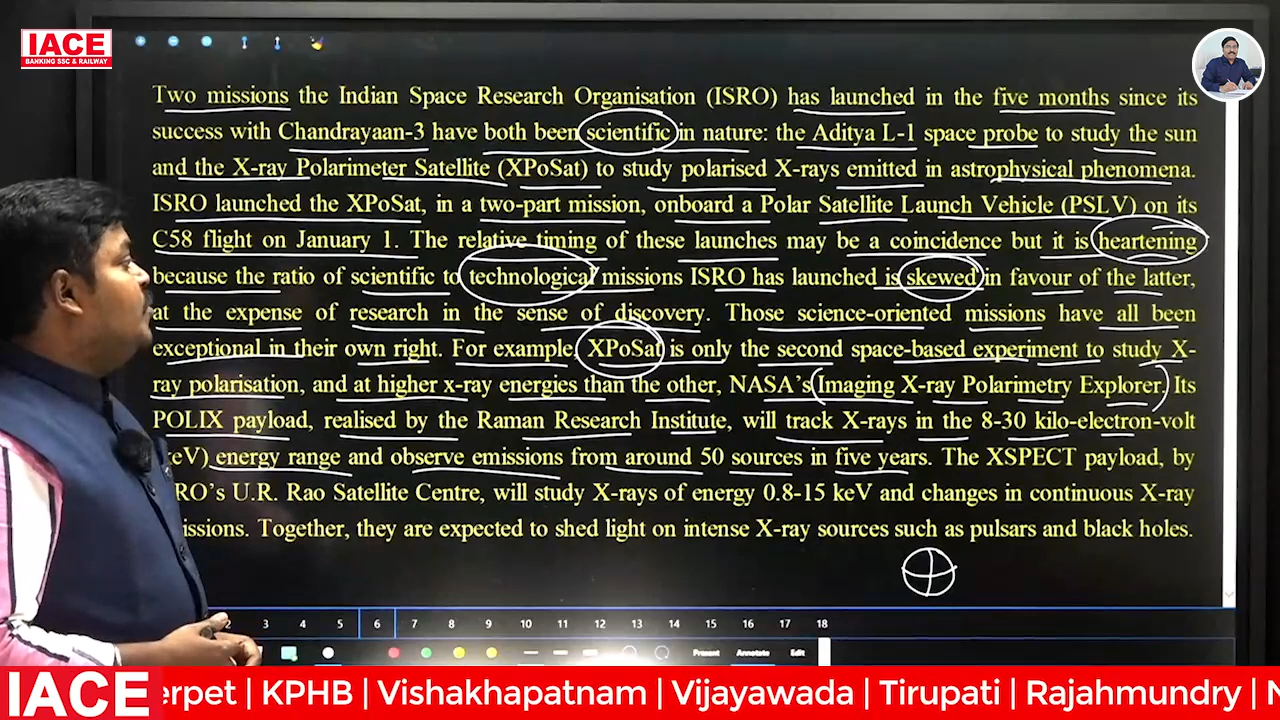 IACE
BANKING SSC & RAILWAY
Two missions the Indian Space Research Organisation (ISRO) has launched in the five months since its
success with Chandrayaan-3 have both been scientific in nature: the Aditya L-1 space probe to study the sun
and the X-ray Polarimeter Satellite (XPoSat) to study polarised X-rays emitted in astrophysical phenomena.
ISRO launched the XPoSat, in a two-part mission, onboard a Polar Satellite Launch Vehicle (PSLV) on its
C58 flight on January 1. The relative timing of these launches may be a coincidence but it is heartening
because the ratio of scientific to technological missions ISRO has launched is skewed in favour of the latter,
at the expense of research in the sense of discovery. Those science-oriented missions have all been
exceptional in their own right. For example, XPoSat is only the second space-based experiment to study X-
ray polarisation, and at higher x-ray energies than the other, NASA's Imaging X-ray Polarimetry Explorer. Its
POLIX payload, realised by the Raman Research Institute, will track X-rays in the 8-30 kilo-electron-volt
keV) energy range and observe emissions from around 50 sources in five years. The XSPECT payload, by
RO's U.R. Rao Satellite Centre, will study X-rays of energy 0.8-15 keV and changes in continuous X-ray
issions. Together, they are expected to shed light on intense X-ray sources such as pulsars and black holes.
2 3 4 5 6 7 8 9 10 11 12 13 14 15 16 17 18
Present Annotate Edit
IACE erpet | KPHB | Vishakhapatnam | Vijayawada | Tirupati | Rajahmundry | N